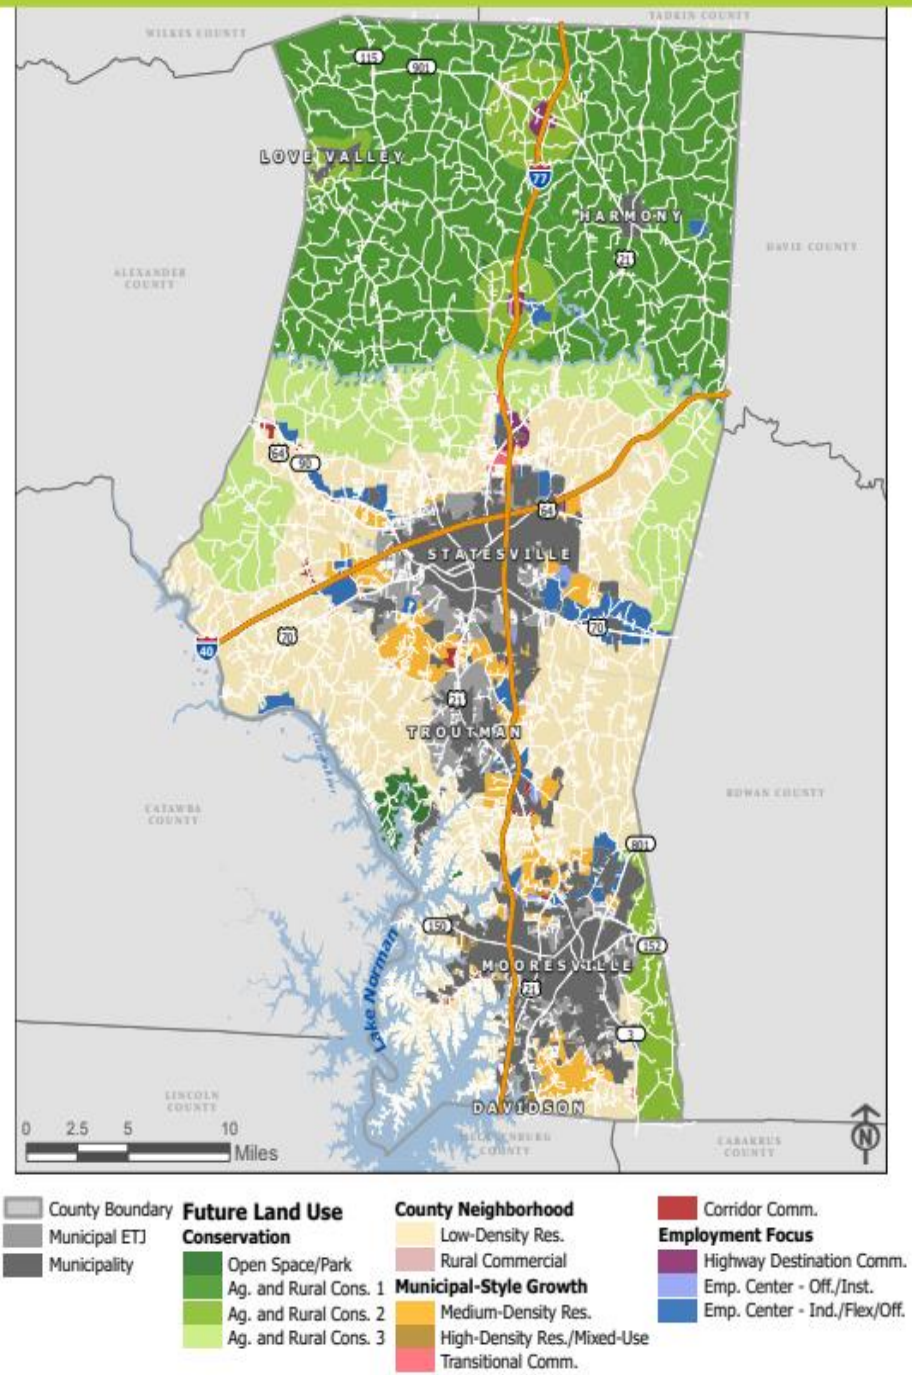 WILKES COUNTY
YADKIN COUNTY
115
901
LOVE VALLEY
77
HARMONY
21
DAVIE COUNTY
ALEXANDER
COUNTY
64
90
64
STATESVILLE
70
70
40
21
TROUTMAN
CATAWBA
COUNTY
ROWAN COUNTY
801
150
152
Lake Norman
MOORESVILLE
21
3
LINCOLN
COUNTY
DAVIDSON
COUNTY
CABARRUS
COUNTY
0 2.5 5 10
Miles
N
County Boundary
Municipal ETJ
Municipality
Future Land Use
Conservation
Open Space/Park
Ag. and Rural Cons. 1
Ag. and Rural Cons. 2
Ag. and Rural Cons. 3
County Neighborhood
Low-Density Res.
Rural Commercial
Municipal-Style Growth
Medium-Density Res.
High-Density Res./Mixed-Use
Transitional Comm.
Corridor Comm.
Employment Focus
Highway Destination Comm.
Emp. Center - Off./Inst.
Emp. Center - Ind./Flex/Off.